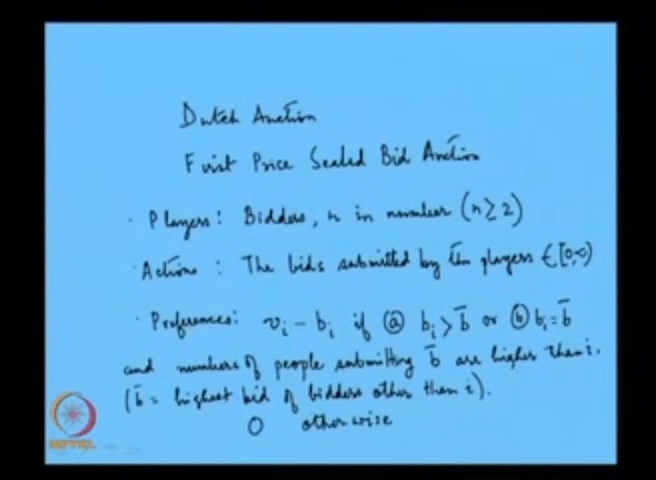 Dutch Auction
First Price Sealed Bid Auction
· Players: Bidders, n in number (n ≥ 2)
· Actions: The bids submitted by the players ∈ [0,∞)
· Preferences: vᵢ – bᵢ if ⓐ bᵢ > b̄ or ⓑ bᵢ = b̄
and numbers of people submitting b̄ are higher than i.
(b̄ = highest bid of bidders other than i).
0 otherwise
NPTEL